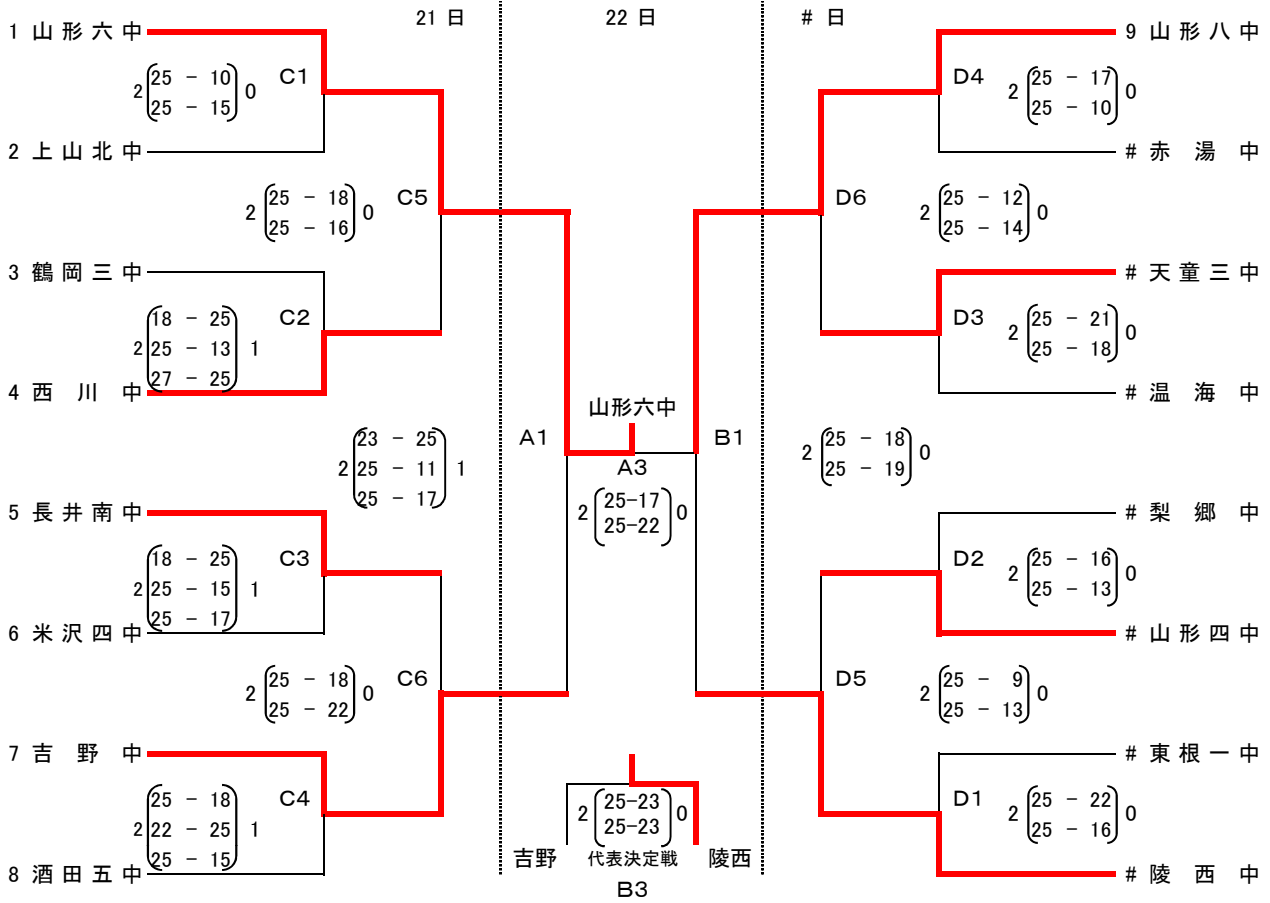 21 日
22 日
# 日
1 山 形 六 中
2 25 - 10 0
25 - 15
C1
2 上 山 北 中
2 25 - 18 0
25 - 16
C5
3 鶴 岡 三 中
18 - 25
2 25 - 13 1
27 - 25
C2
4 西 川 中
23 - 25
2 25 - 11 1
25 - 17
A1
5 長 井 南 中
18 - 25
2 25 - 15 1
25 - 17
C3
6 米 沢 四 中
2 25 - 18 0
25 - 22
C6
7 吉 野 中
25 - 18
2 22 - 25 1
25 - 15
C4
8 酒 田 五 中
山形六中
A3
2 25-17 0
25-22
2 25-23 0
25-23
吉野 代表決定戦 陵西
B3
9 山 形 八 中
D4
2 25 - 17 0
25 - 10
# 赤 湯 中
D6
2 25 - 12 0
25 - 14
# 天 童 三 中
D3
2 25 - 21 0
25 - 18
# 温 海 中
B1
2 25 - 18 0
25 - 19
# 梨 郷 中
D2
2 25 - 16 0
25 - 13
# 山 形 四 中
D5
2 25 - 9 0
25 - 13
# 東 根 一 中
D1
2 25 - 22 0
25 - 16
# 陵 西 中